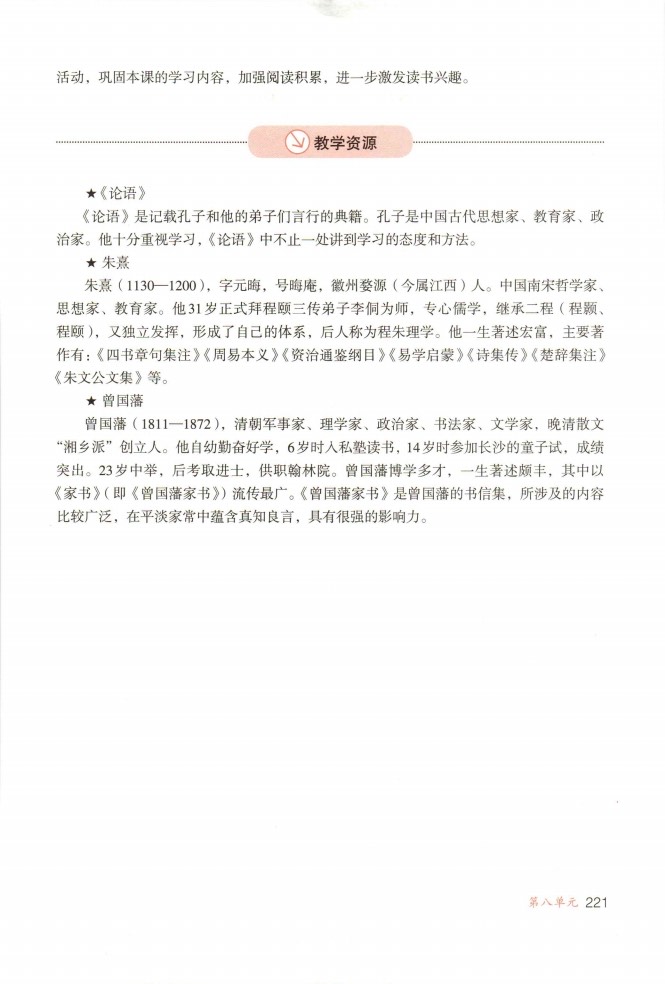 活动，巩固本课的学习内容，加强阅读积累，进一步激发读书兴趣。
教学资源
★《论语》
《论语》是记载孔子和他的弟子们言行的典籍。孔子是中国古代思想家、教育家、政
治家。他十分重视学习，《论语》中不止一处讲到学习的态度和方法。
★ 朱熹
朱熹（1130—1200），字元晦，号晦庵，徽州婺源（今属江西）人。中国南宋哲学家、
思想家、教育家。他31岁正式拜程颐三传弟子李侗为师，专心儒学，继承二程（程颢、
程颐），又独立发挥，形成了自己的体系，后人称为程朱理学。他一生著述宏富，主要著
作有：《四书章句集注》《周易本义》《资治通鉴纲目》《易学启蒙》《诗集传》《楚辞集注》
《朱文公文集》等。
★ 曾国藩
曾国藩（1811—1872），清朝军事家、理学家、政治家、书法家、文学家，晚清散文
“湘乡派”创立人。他自幼勤奋好学，6岁时入私塾读书，14岁时参加长沙的童子试，成绩
突出。23岁中举，后考取进士，供职翰林院。曾国藩博学多才，一生著述颇丰，其中以
《家书》（即《曾国藩家书》）流传最广。《曾国藩家书》是曾国藩的书信集，所涉及的内容
比较广泛，在平淡家常中蕴含真知良言，具有很强的影响力。
第八单元 221